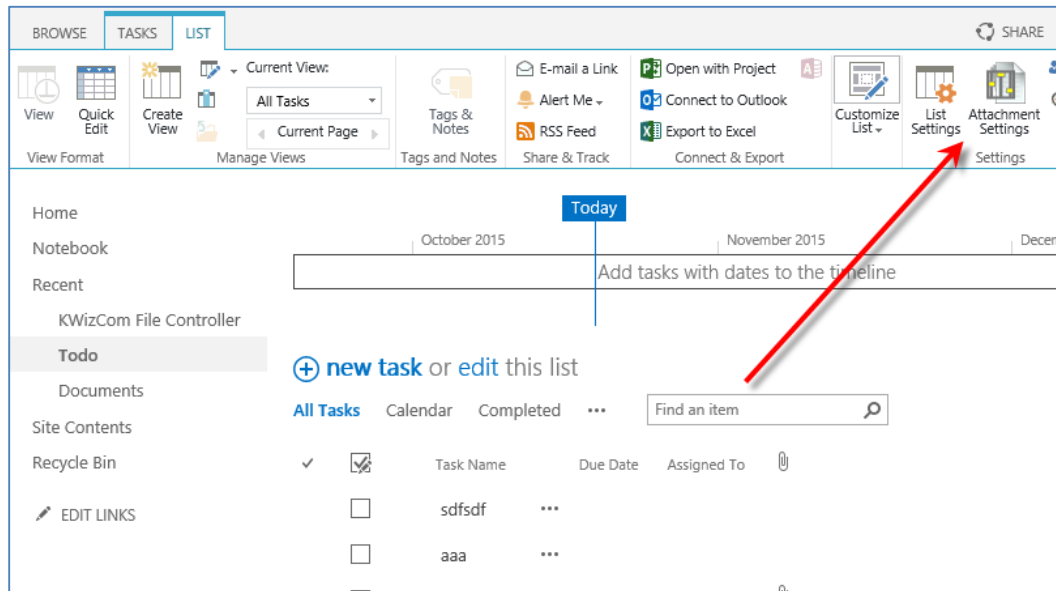 BROWSE TASKS LIST SHARE
View
Quick Edit
Create View
Current View:
All Tasks
Current Page
Tags & Notes
E-mail a Link
Alert Me
RSS Feed
Open with Project
Connect to Outlook
Export to Excel
Customize List
List Settings
Attachment Settings
View Format Manage Views Tags and Notes Share & Track Connect & Export Settings
Home
Notebook
Recent
KWizCom File Controller
Todo
Documents
Site Contents
Recycle Bin
EDIT LINKS
Today
October 2015 November 2015 Decem
Add tasks with dates to the timeline
new task or edit this list
All Tasks Calendar Completed ••• Find an item
Task Name Due Date Assigned To
sdfsdf •••
aaa •••